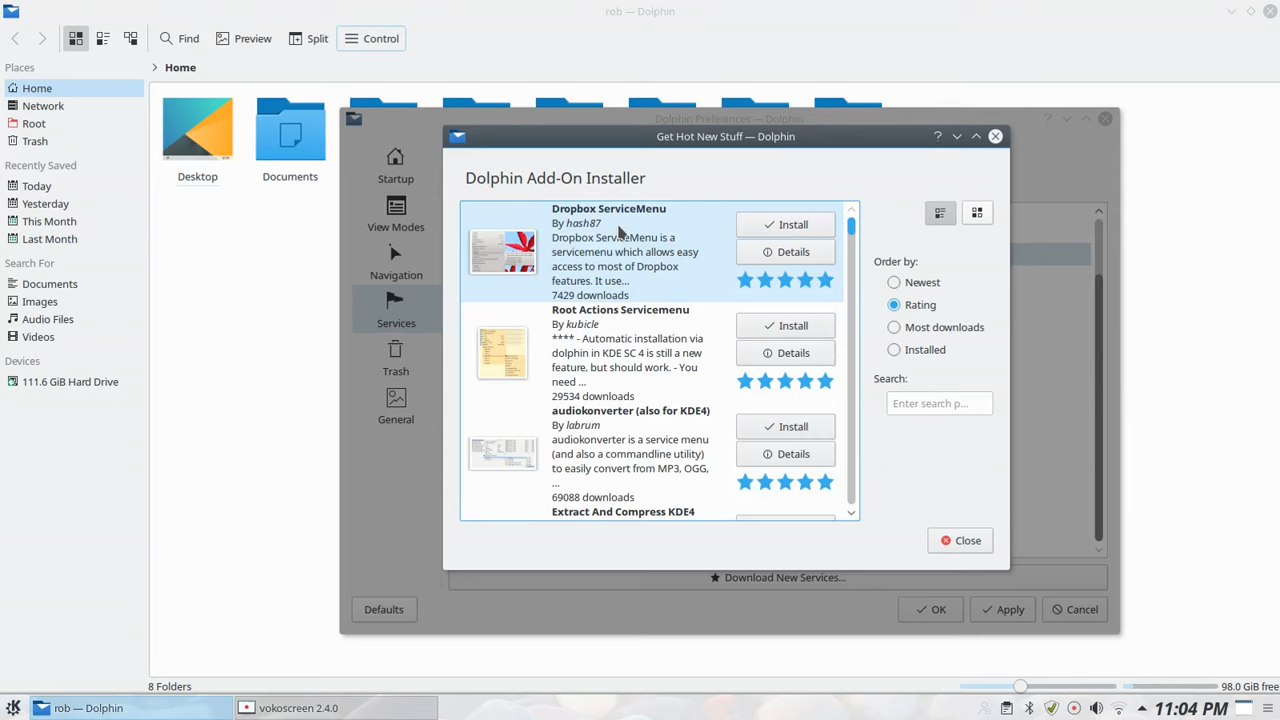 rob — Dolphin
Find
Preview
Split
Control
Places
Home
Home
Network
Root
Trash
Recently Saved
Today
Yesterday
This Month
Last Month
Search For
Documents
Images
Audio Files
Videos
Devices
111.6 GiB Hard Drive
Desktop
Documents
Dolphin Preferences — Dolphin
Startup
View Modes
Navigation
Services
Trash
General
Get Hot New Stuff — Dolphin
Dolphin Add-On Installer
Dropbox ServiceMenu
By hash87
Dropbox ServiceMenu is a
servicemenu which allows easy
access to most of Dropbox
features. It use...
7429 downloads
Install
Details
Root Actions Servicemenu
By kubicle
**** - Automatic installation via
dolphin in KDE SC 4 is still a new
feature, but should work. - You
need ...
29534 downloads
Install
Details
audiokonverter (also for KDE4)
By labrum
audiokonverter is a service menu
(and also a commandline utility)
to easily convert from MP3, OGG,
...
69088 downloads
Install
Details
Extract And Compress KDE4
Order by:
Newest
Rating
Most downloads
Installed
Search:
Enter search p...
Close
Download New Services...
Defaults
OK
Apply
Cancel
8 Folders
98.0 GiB free
rob — Dolphin
vokoscreen 2.4.0
11:04 PM